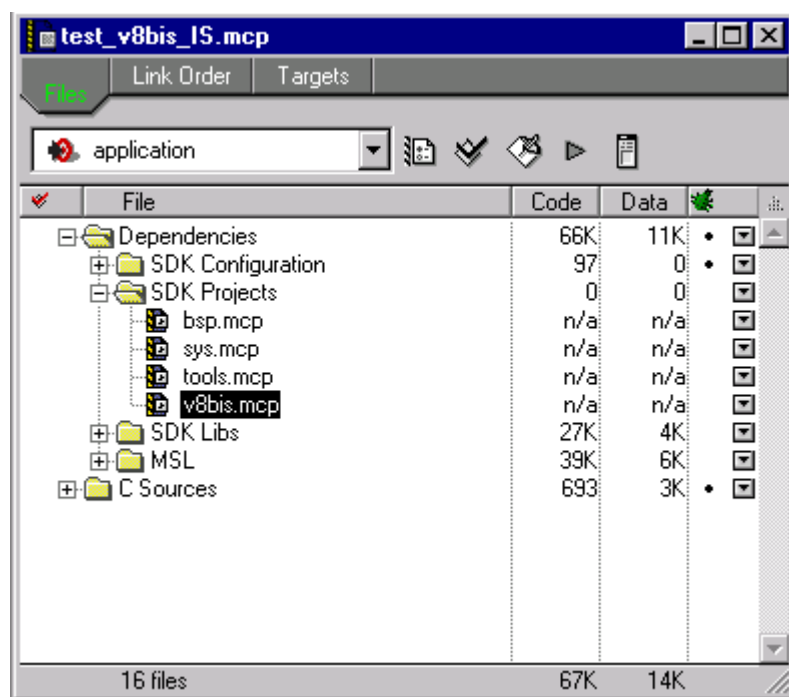 test_v8bis_IS.mcp
Files Link Order Targets
application
File Code Data
Dependencies 66K 11K
SDK Configuration 97 0
SDK Projects 0 0
bsp.mcp n/a n/a
sys.mcp n/a n/a
tools.mcp n/a n/a
v8bis.mcp n/a n/a
SDK Libs 27K 4K
MSL 39K 6K
C Sources 693 3K
16 files 67K 14K